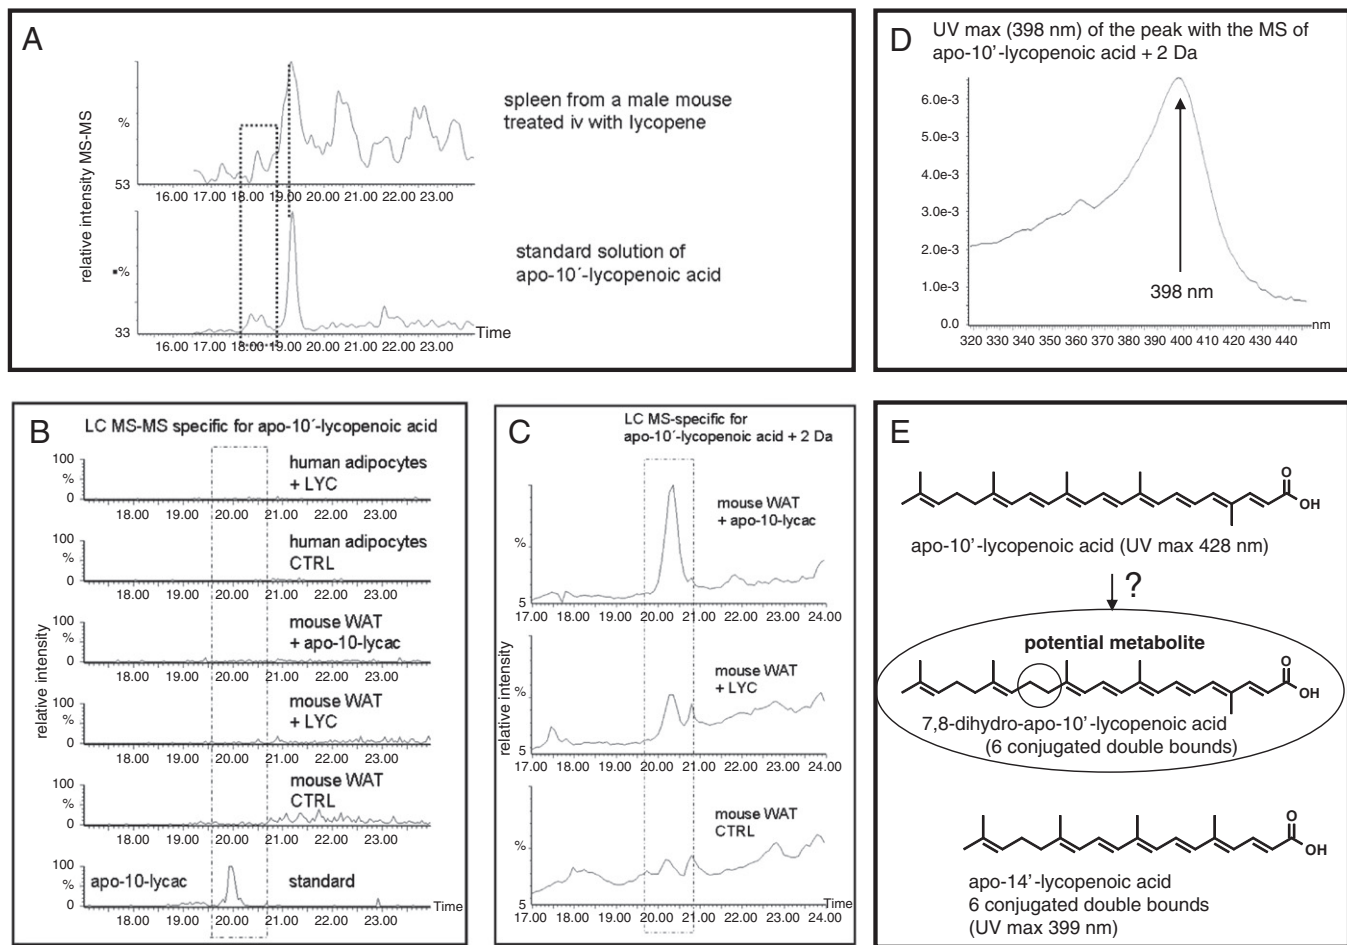 A
relative intensity MS-MS
%
53
16.00 17.00 18.00 19.00 20.00 21.00 22.00 23.00
spleen from a male mouse
treated iv with lycopene
%
33
16.00 17.00 18.00 19.00 20.00 21.00 22.00 23.00
Time
standard solution of
apo-10´-lycopenoic acid
D
UV max (398 nm) of the peak with the MS of
apo-10'-lycopenoic acid + 2 Da
6.0e-3
5.0e-3
4.0e-3
3.0e-3
2.0e-3
1.0e-3
0.0
398 nm
nm
320 330 340 350 360 370 380 390 400 410 420 430 440
B
LC MS-MS specific for apo-10´-lycopenoic acid
relative intensity
100
%
0
human adipocytes
+ LYC
18.00 19.00 20.00 21.00 22.00 23.00
100
%
0
human adipocytes
CTRL
18.00 19.00 20.00 21.00 22.00 23.00
100
%
0
mouse WAT
+ apo-10-lycac
18.00 19.00 20.00 21.00 22.00 23.00
100
%
0
mouse WAT
+ LYC
18.00 19.00 20.00 21.00 22.00 23.00
100
%
0
mouse WAT
CTRL
18.00 19.00 20.00 21.00 22.00 23.00
100
%
0
apo-10-lycac standard
Time
18.00 19.00 20.00 21.00 22.00 23.00
C
LC MS-specific for
apo-10´-lycopenoic acid + 2 Da
relative intensity
%
5
mouse WAT
+ apo-10-lycac
17.00 18.00 19.00 20.00 21.00 22.00 23.00 24.00
%
5
mouse WAT
+ LYC
17.00 18.00 19.00 20.00 21.00 22.00 23.00 24.00
%
5
mouse WAT
CTRL
Time
17.00 18.00 19.00 20.00 21.00 22.00 23.00 24.00
E
O
OH
apo-10'-lycopenoic acid (UV max 428 nm)
?
potential metabolite
O
OH
7,8-dihydro-apo-10'-lycopenoic acid
(6 conjugated double bounds)
O
OH
apo-14'-lycopenoic acid
6 conjugated double bounds
(UV max 399 nm)